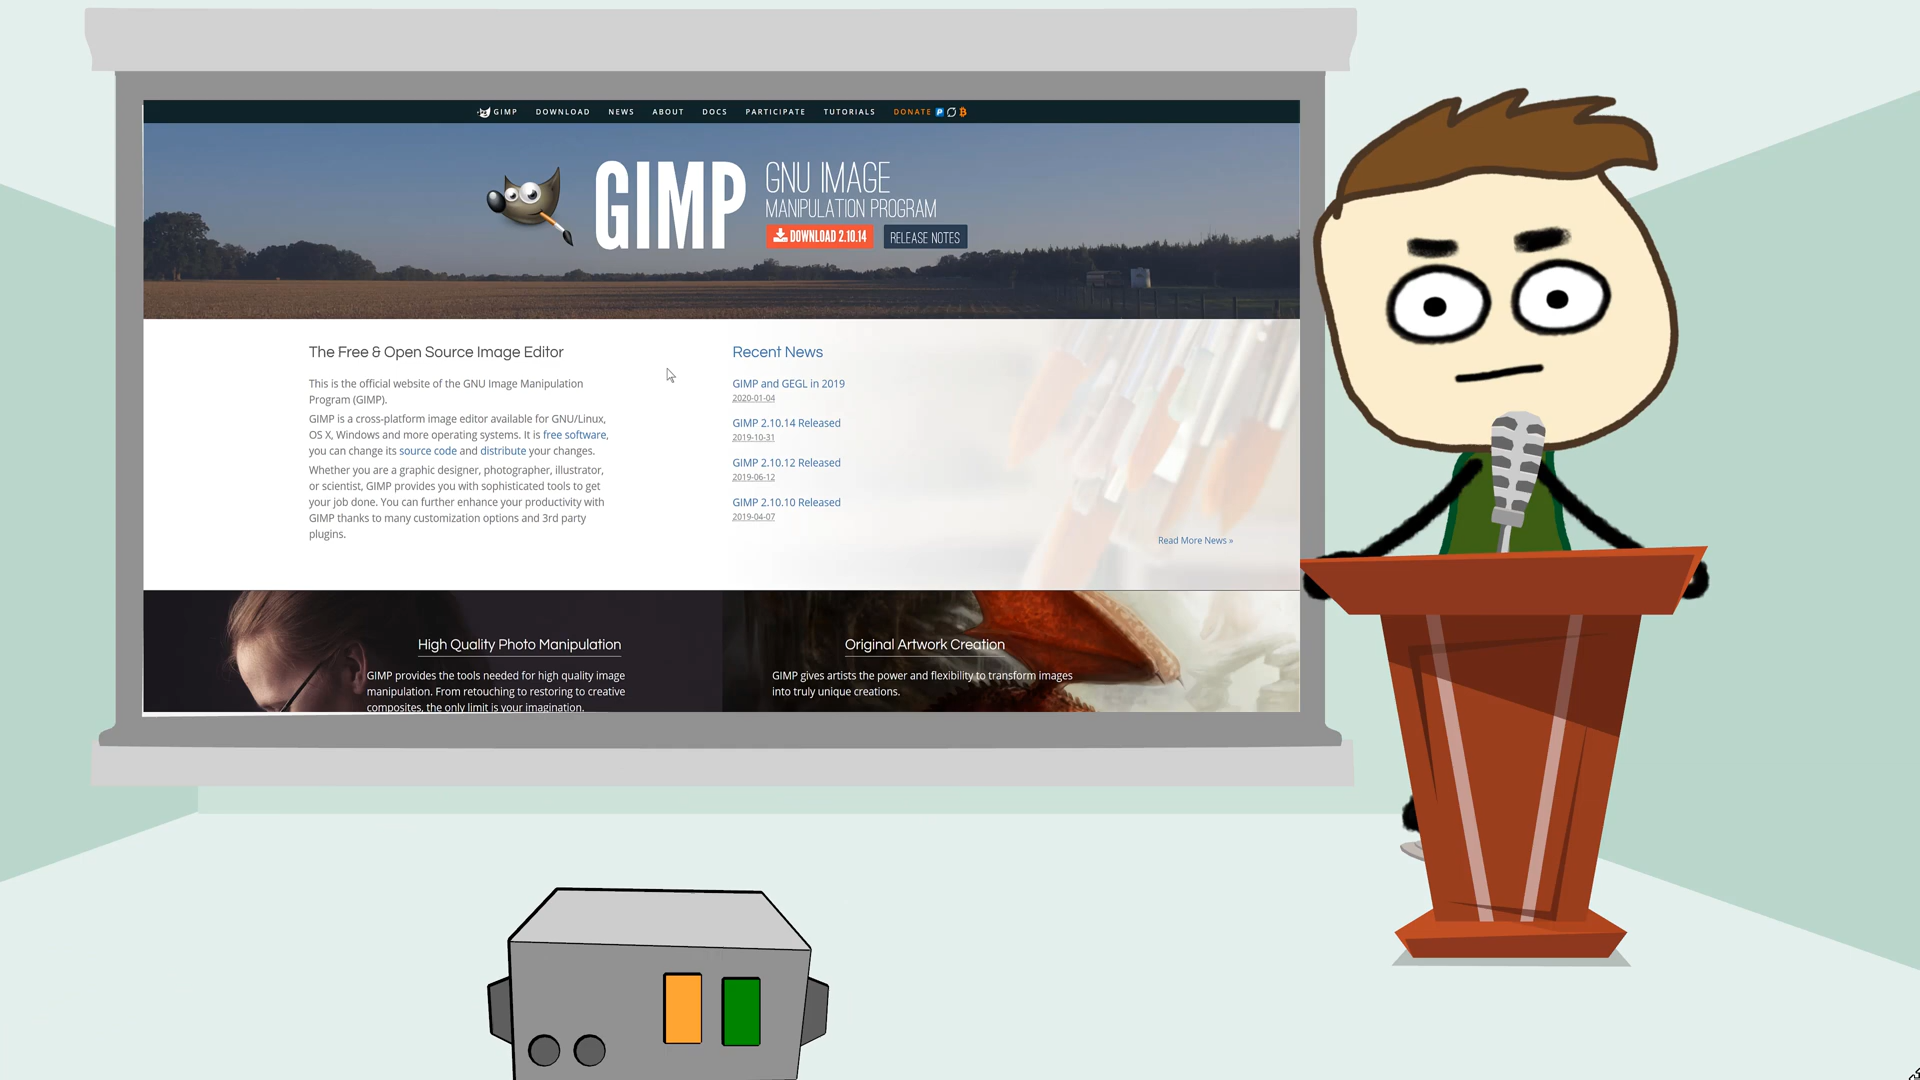 GIMP DOWNLOAD NEWS ABOUT DOCS PARTICIPATE TUTORIALS DONATE
GIMP
GNU IMAGE
MANIPULATION PROGRAM
DOWNLOAD 2.10.14
RELEASE NOTES
The Free & Open Source Image Editor
This is the official website of the GNU Image Manipulation
Program (GIMP).
GIMP is a cross-platform image editor available for GNU/Linux,
OS X, Windows and more operating systems. It is free software,
you can change its source code and distribute your changes.
Whether you are a graphic designer, photographer, illustrator,
or scientist, GIMP provides you with sophisticated tools to get
your job done. You can further enhance your productivity with
GIMP thanks to many customization options and 3rd party
plugins.
Recent News
GIMP and GEGL in 2019
2020-01-04
GIMP 2.10.14 Released
2019-10-31
GIMP 2.10.12 Released
2019-06-12
GIMP 2.10.10 Released
2019-04-07
Read More News »
High Quality Photo Manipulation
GIMP provides the tools needed for high quality image
manipulation. From retouching to restoring to creative
composites, the only limit is your imagination.
Original Artwork Creation
GIMP gives artists the power and flexibility to transform images
into truly unique creations.